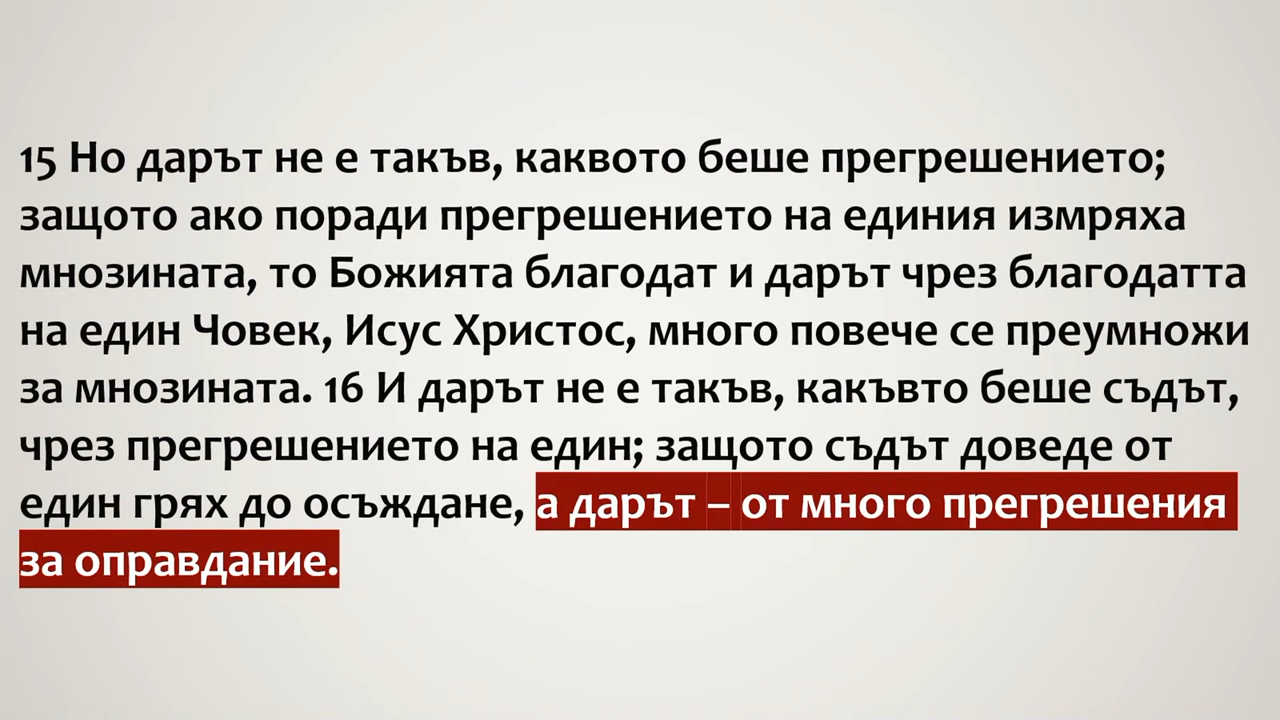 15 Но дарът не е такъв, каквото беше прегрешението;
защото ако поради прегрешението на единия измряха
мнозината, то Божията благодат и дарът чрез благодатта
на един Човек, Исус Христос, много повече се преумножи
за мнозината. 16 И дарът не е такъв, какъвто беше съдът,
чрез прегрешението на един; защото съдът доведе от
един грях до осъждане, а дарът – от много прегрешения
за оправдание.